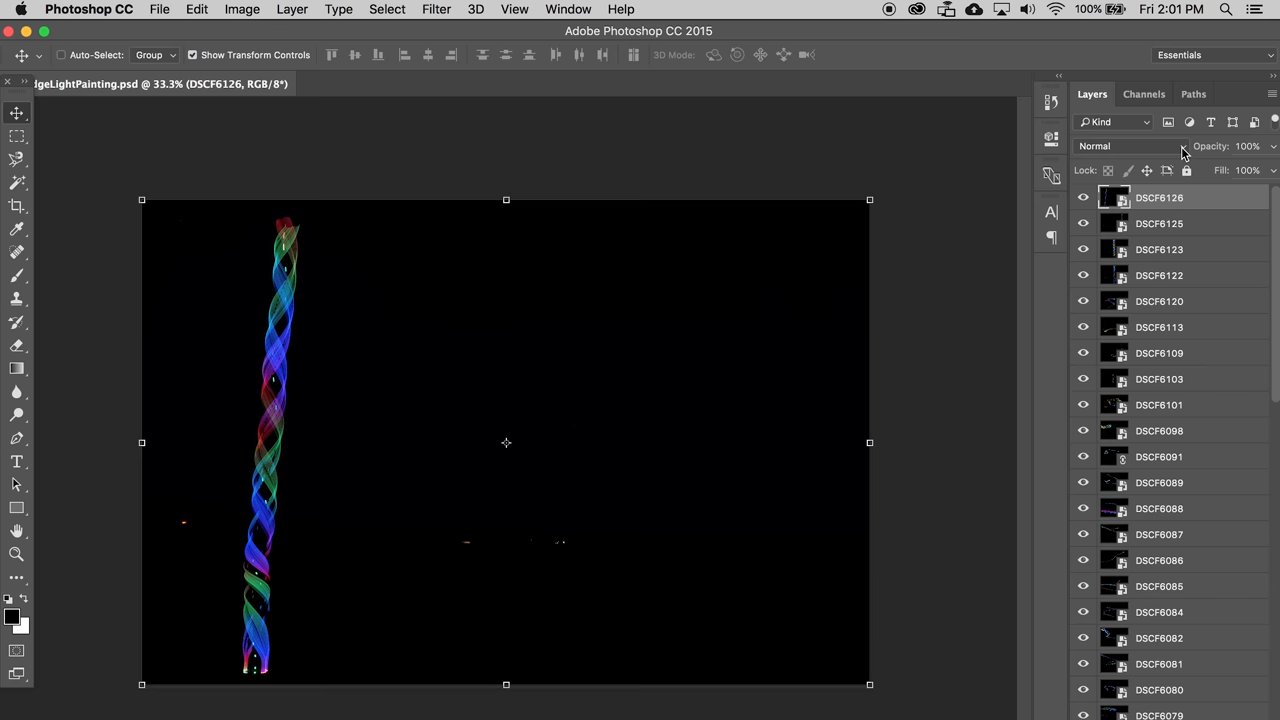 Photoshop CC File Edit Image Layer Type Select Filter 3D View Window Help 100% Fri 2:01 PM
Adobe Photoshop CC 2015
Auto-Select: Group Show Transform Controls 3D Mode: Essentials
dgeLightPainting.psd @ 33.3% (DSCF6126, RGB/8*)
Layers Channels Paths
Kind
Normal Opacity: 100%
Lock: Fill: 100%
DSCF6126
DSCF6125
DSCF6123
DSCF6122
DSCF6120
DSCF6113
DSCF6109
DSCF6103
DSCF6101
DSCF6098
DSCF6091
DSCF6089
DSCF6088
DSCF6087
DSCF6086
DSCF6085
DSCF6084
DSCF6082
DSCF6081
DSCF6080
DSCF6079